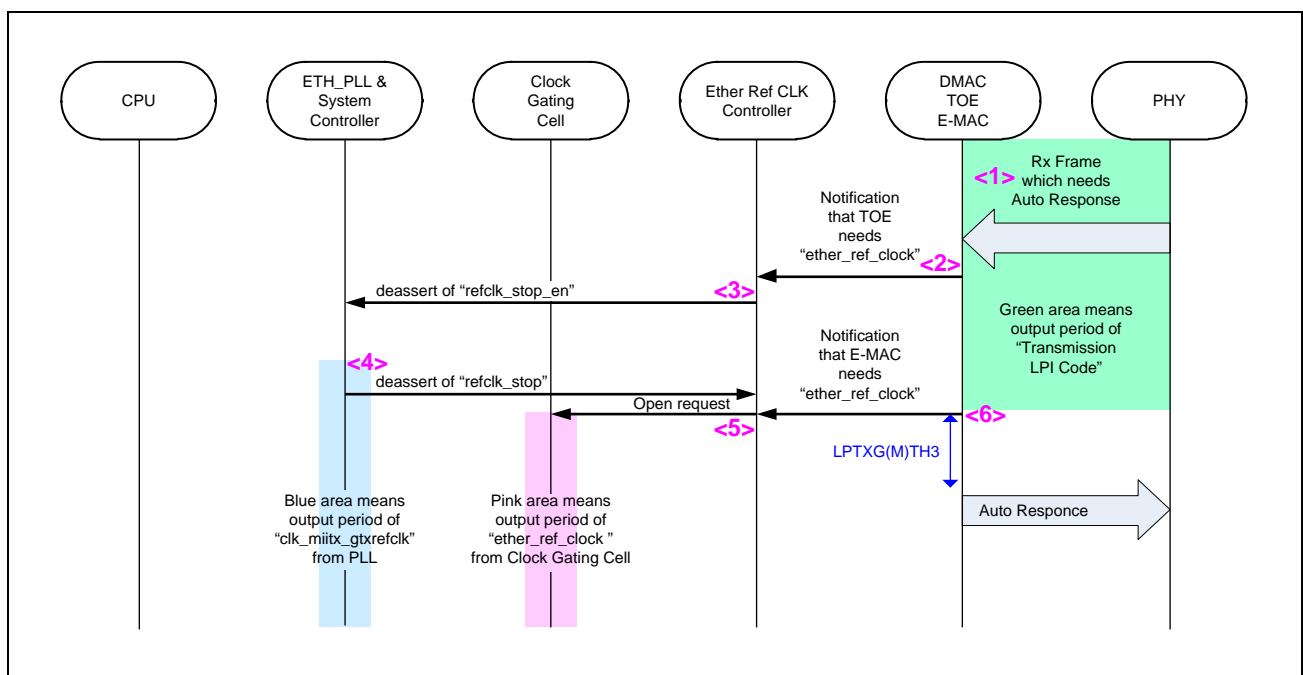 CPU
ETH_PLL &
System
Controller
Clock
Gating
Cell
Ether Ref CLK
Controller
DMAC
TOE
E-MAC
PHY
<1>
Rx Frame
which needs
Auto Response
Notification
that TOE
needs
“ether_ref_clock”
<2>
deassert of “refclk_stop_en”
<3>
Green area means
output period of
“Transmission
LPI Code”
Notification
that E-MAC
needs
“ether_ref_clock”
<4>
deassert of “refclk_stop”
Open request
<5>
<6>
LPTXG(M)TH3
Blue area means
output period of
“clk_miitx_gtxrefclk”
from PLL
Pink area means
output period of
“ether_ref_clock ”
from Clock Gating Cell
Auto Responce